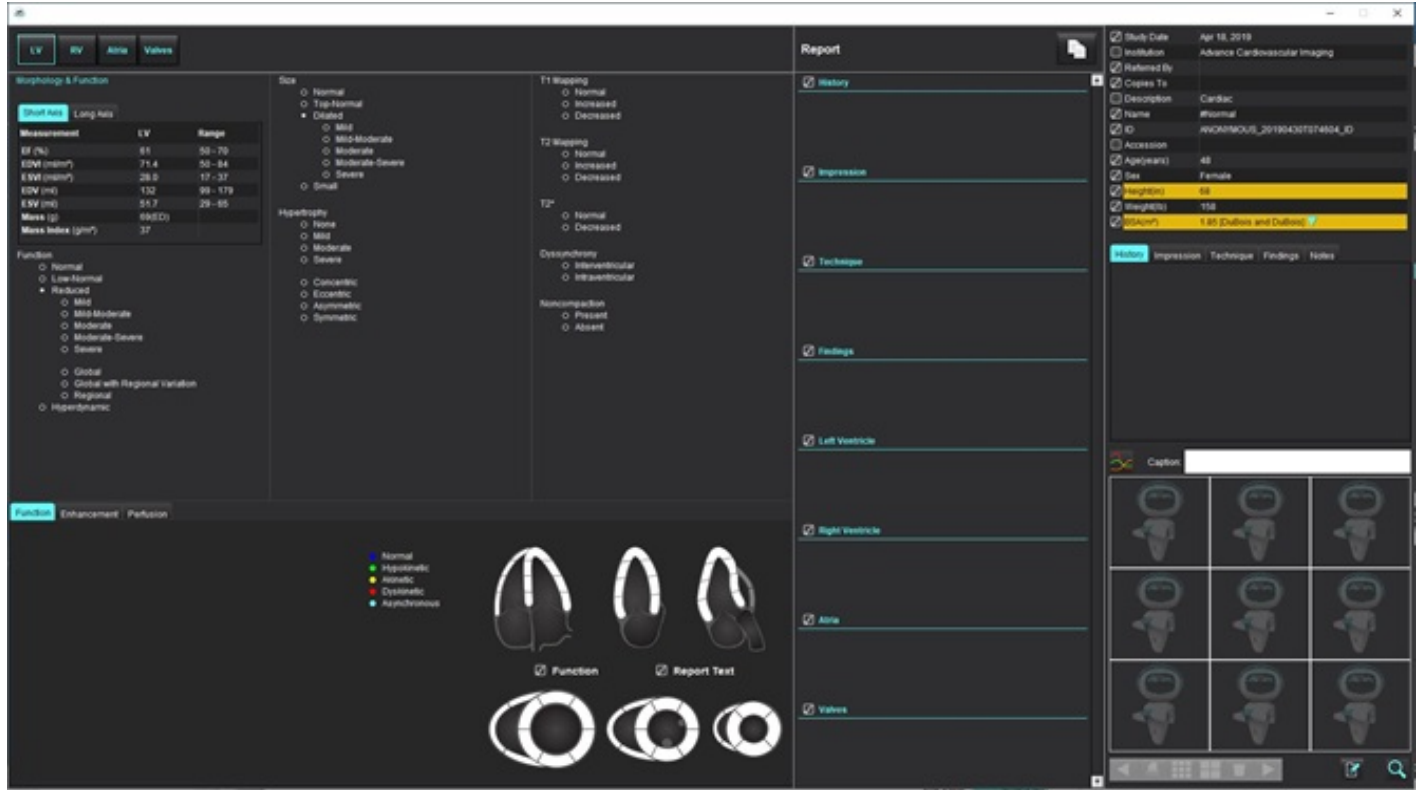 LV RV Atria Valves
Morphology & Function
Short Axis Long Axis
Measurement LV Range
EF (%) 61 50 - 70
EDVI (ml/m²) 71.4 50 - 84
ESVI (ml/m²) 28.0 17 - 37
EDV (ml) 132 99 - 179
ESV (ml) 51.7 29 - 65
Mass (g) 69(ED)
Mass Index (g/m²) 37
Function
Normal
Low-Normal
Reduced
Mild
Mild-Moderate
Moderate
Moderate-Severe
Severe
Global
Global with Regional Variation
Regional
Hyperdynamic
Size
Normal
Top-Normal
Dilated
Mild
Mild-Moderate
Moderate
Moderate-Severe
Severe
Small
Hypertrophy
None
Mild
Moderate
Severe
Concentric
Eccentric
Asymmetric
Symmetric
T1 Mapping
Normal
Increased
Decreased
T2 Mapping
Normal
Increased
Decreased
T2*
Normal
Decreased
Dyssynchrony
Interventricular
Intraventricular
Noncompaction
Present
Absent
Function Enhancement Perfusion
Normal
Hypokinetic
Akinetic
Dyskinetic
Asynchronous
Function Report Text
Report
History
Impression
Technique
Findings
Left Ventricle
Right Ventricle
Atria
Valves
Study Date Apr 18, 2019
Institution Advance Cardiovascular Imaging
Referred By
Copies To
Description Cardiac
Name #Normal
ID ANONYMOUS_20190430T074604_ID
Accession
Age(years) 48
Sex Female
Height(in) 68
Weight(lb) 158
BSA(m²) 1.85 [DuBois and DuBois]
History Impression Technique Findings Notes
Caption: